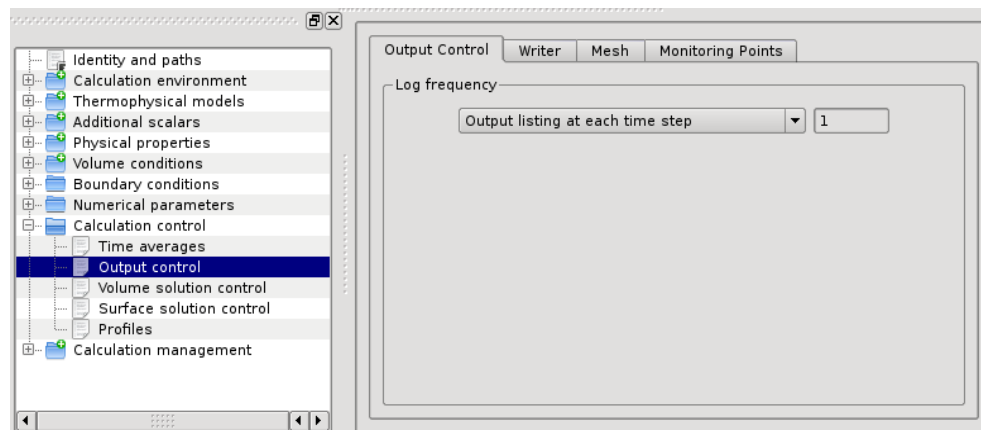 Identity and paths
Calculation environment
Thermophysical models
Additional scalars
Physical properties
Volume conditions
Boundary conditions
Numerical parameters
Calculation control
Time averages
Output control
Volume solution control
Surface solution control
Profiles
Calculation management
Output Control Writer Mesh Monitoring Points
Log frequency
Output listing at each time step 1